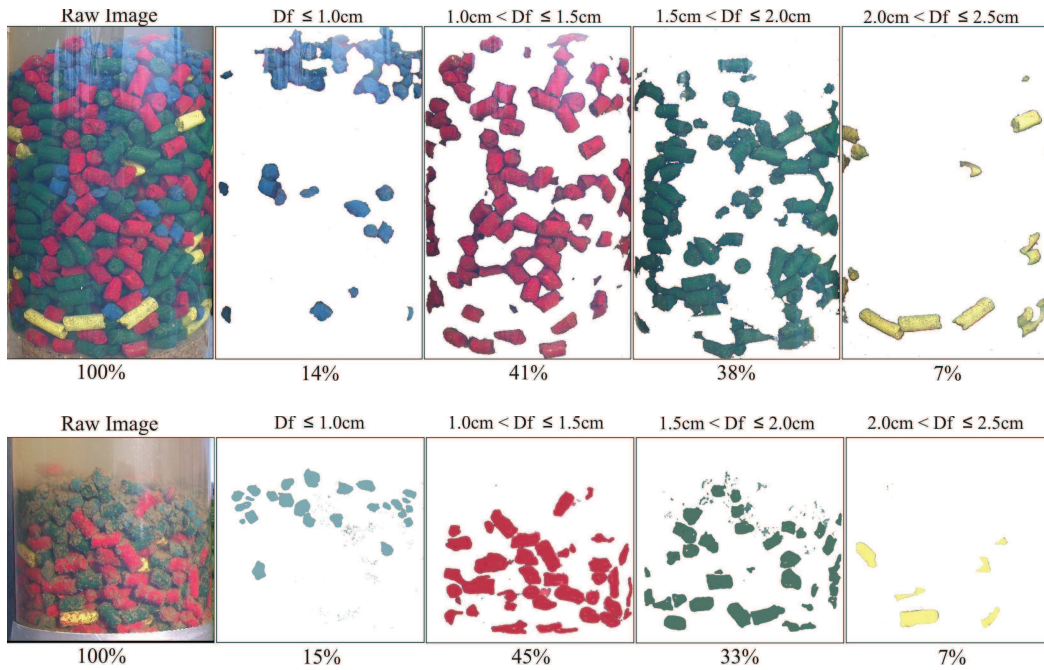 Raw Image Df ≤ 1.0cm 1.0cm < Df ≤ 1.5cm 1.5cm < Df ≤ 2.0cm 2.0cm < Df ≤ 2.5cm
100% 14% 41% 38% 7%
Raw Image Df ≤ 1.0cm 1.0cm < Df ≤ 1.5cm 1.5cm < Df ≤ 2.0cm 2.0cm < Df ≤ 2.5cm
100% 15% 45% 33% 7%